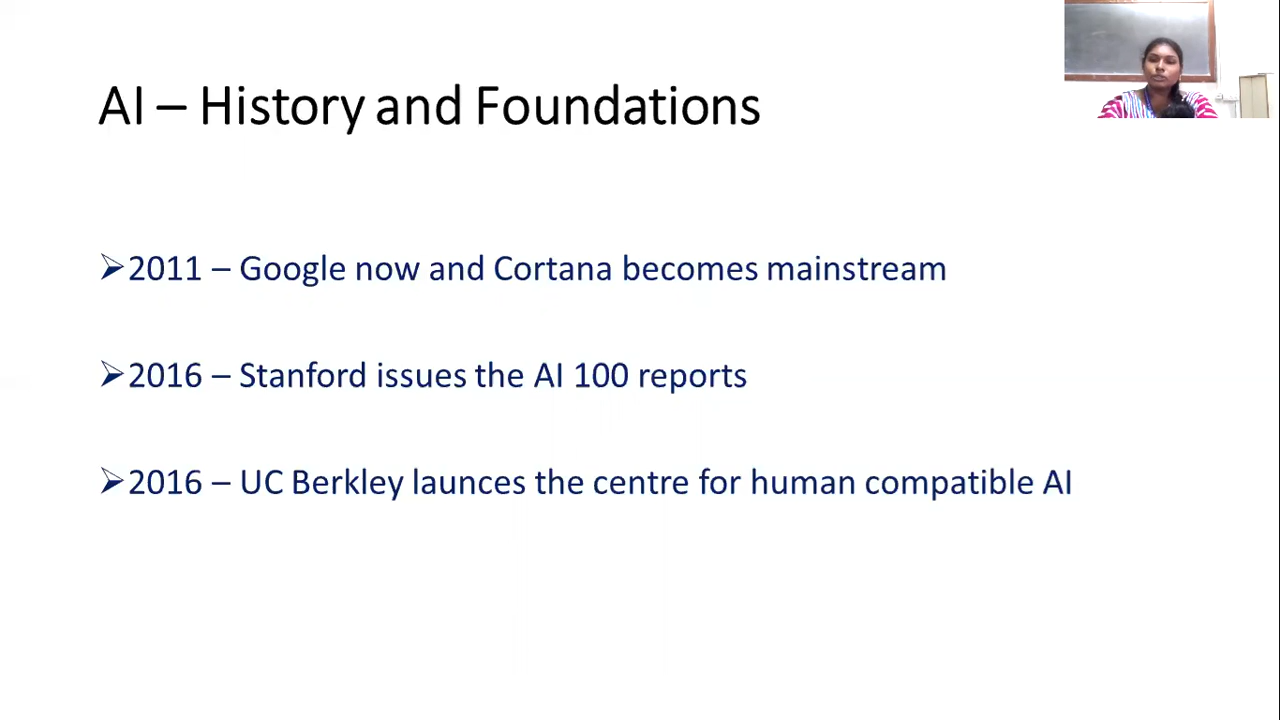 AI – History and Foundations
➢2011 – Google now and Cortana becomes mainstream
➢2016 – Stanford issues the AI 100 reports
➢2016 – UC Berkley launces the centre for human compatible AI